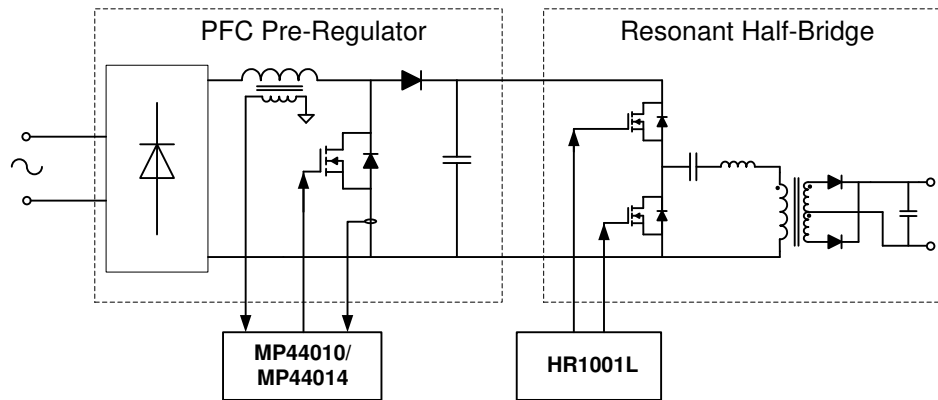 PFC Pre-Regulator
Resonant Half-Bridge
MP44010/
MP44014
HR1001L